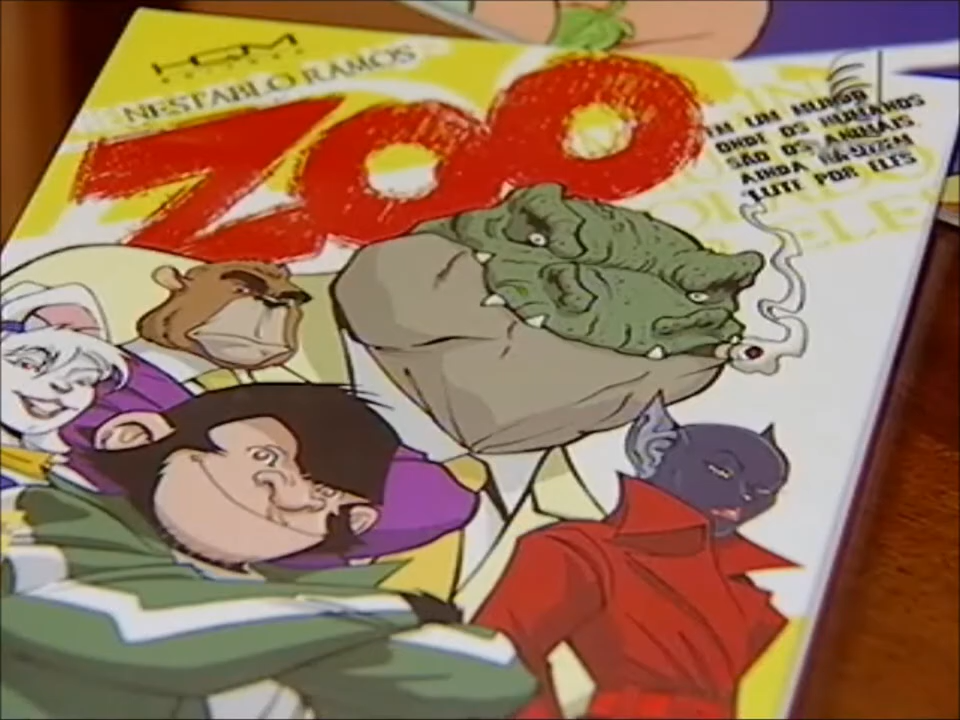 HQM
EDITORA
NESTABLO RAMOS
ZOO
EM UM MUNDO
ONDE OS HUMANOS
SÃO OS ANIMAIS
AINDA HÁ QUEM
LUTE POR ELES